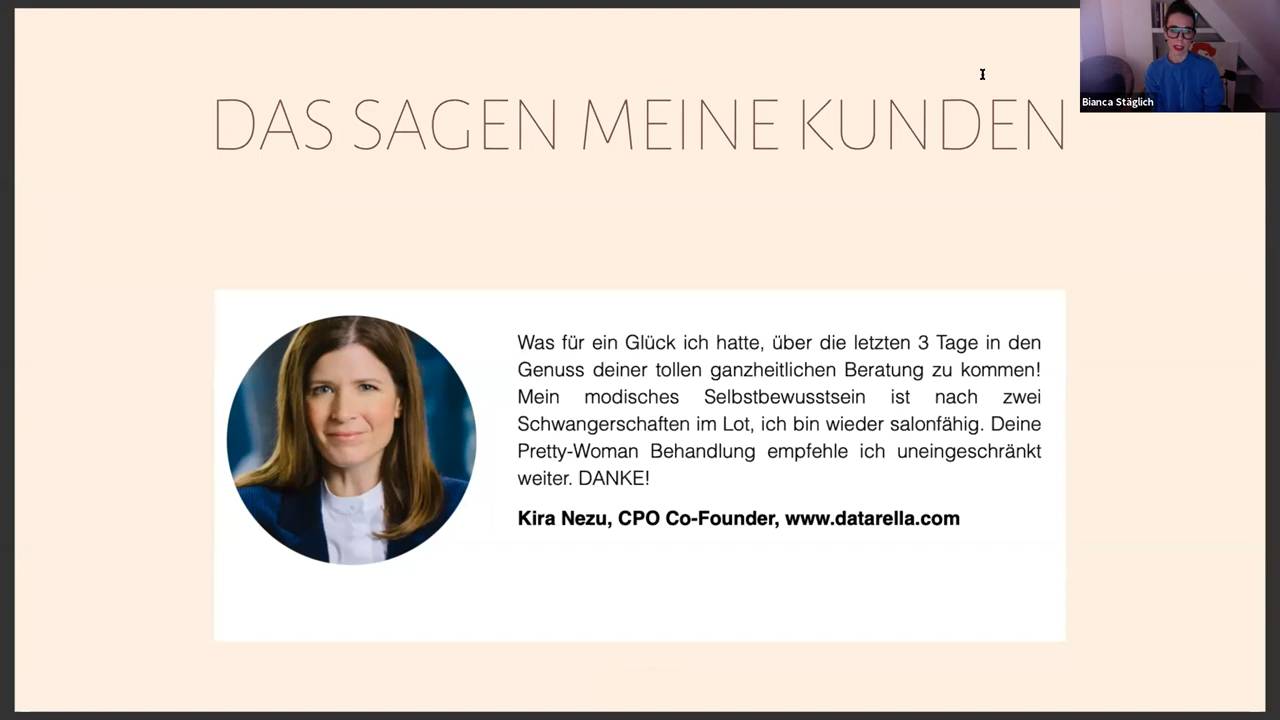 DAS SAGEN MEINE KUNDEN
Bianca Stäglich
Was für ein Glück ich hatte, über die letzten 3 Tage in den
Genuss deiner tollen ganzheitlichen Beratung zu kommen!
Mein modisches Selbstbewusstsein ist nach zwei
Schwangerschaften im Lot, ich bin wieder salonfähig. Deine
Pretty-Woman Behandlung empfehle ich uneingeschränkt
weiter. DANKE!
Kira Nezu, CPO Co-Founder, www.datarella.com